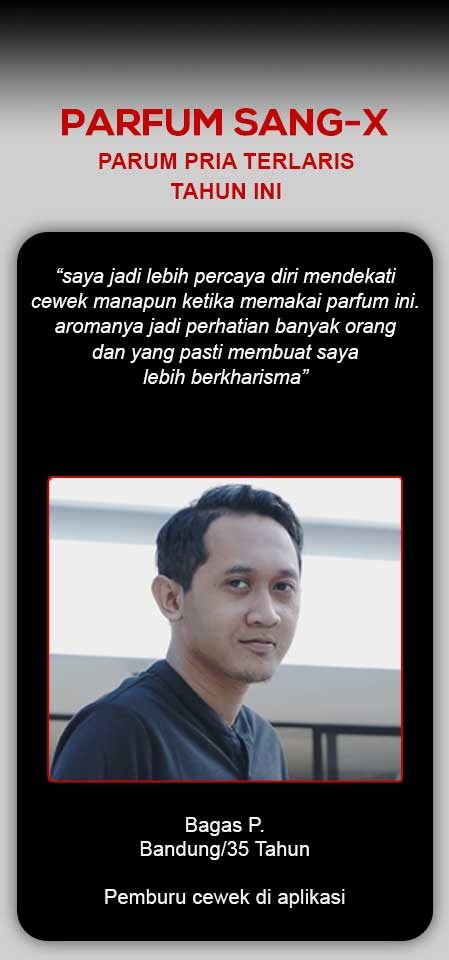 PARFUM SANG-X
PARUM PRIA TERLARIS
TAHUN INI
“saya jadi lebih percaya diri mendekati
cewek manapun ketika memakai parfum ini.
aromanya jadi perhatian banyak orang
dan yang pasti membuat saya
lebih berkharisma”
Bagas P.
Bandung/35 Tahun
Pemburu cewek di aplikasi